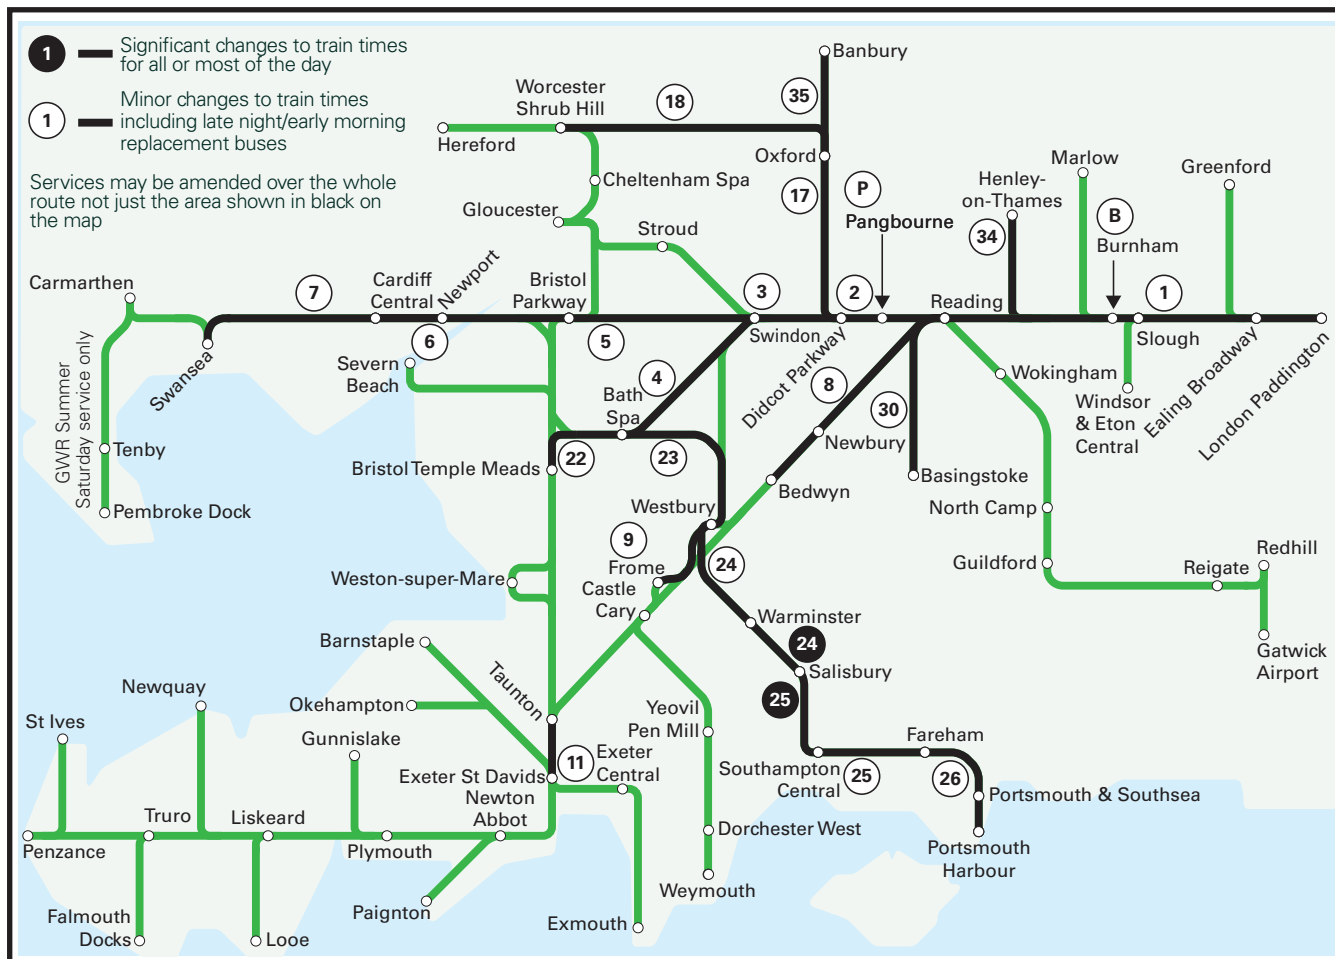 1
Significant changes to train times
for all or most of the day
1
Minor changes to train times
including late night/early morning
replacement buses
Services may be amended over the whole
route not just the area shown in black on
the map
Banbury
Worcester
Shrub Hill
18
35
Hereford
Oxford
Marlow
Greenford
Cheltenham Spa
17
P
Henley-
on-Thames
Gloucester
Pangbourne
B
Stroud
34
Burnham
Carmarthen
7
Cardiff
Central
Newport
Bristol
Parkway
3
2
Reading
1
GWR Summer
Saturday service only
Swansea
6
5
Swindon
Didcot Parkway
Slough
Ealing Broadway
London Paddington
Severn
Beach
4
8
Wokingham
Bath
Spa
30
Windsor
& Eton
Central
Newbury
Tenby
Bristol Temple Meads
22
23
Basingstoke
Bedwyn
Pembroke Dock
Westbury
North Camp
9
Frome
24
Redhill
Weston-super-Mare
Castle
Cary
Guildford
Reigate
Warminster
Barnstaple
24
Gatwick
Airport
Salisbury
Newquay
Taunton
25
Okehampton
Yeovil
Pen Mill
St Ives
Gunnislake
Fareham
11
Exeter
Central
Exeter St Davids
Southampton
Central
25
26
Newton
Abbot
Portsmouth & Southsea
Truro
Liskeard
Penzance
Plymouth
Dorchester West
Portsmouth
Harbour
Weymouth
Falmouth
Docks
Paignton
Exmouth
Looe